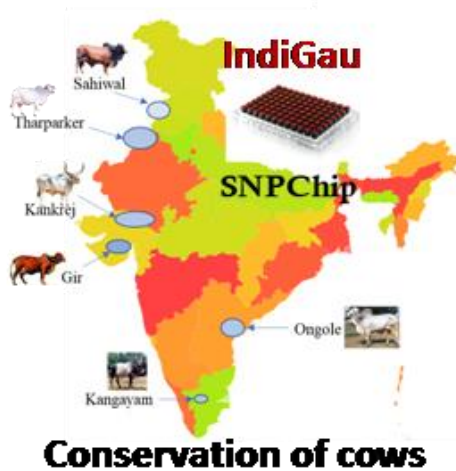 IndiGau
Sahiwal
Tharparker
SNPChip
Kankrej
Gir
Ongole
Kangayam
Conservation of cows